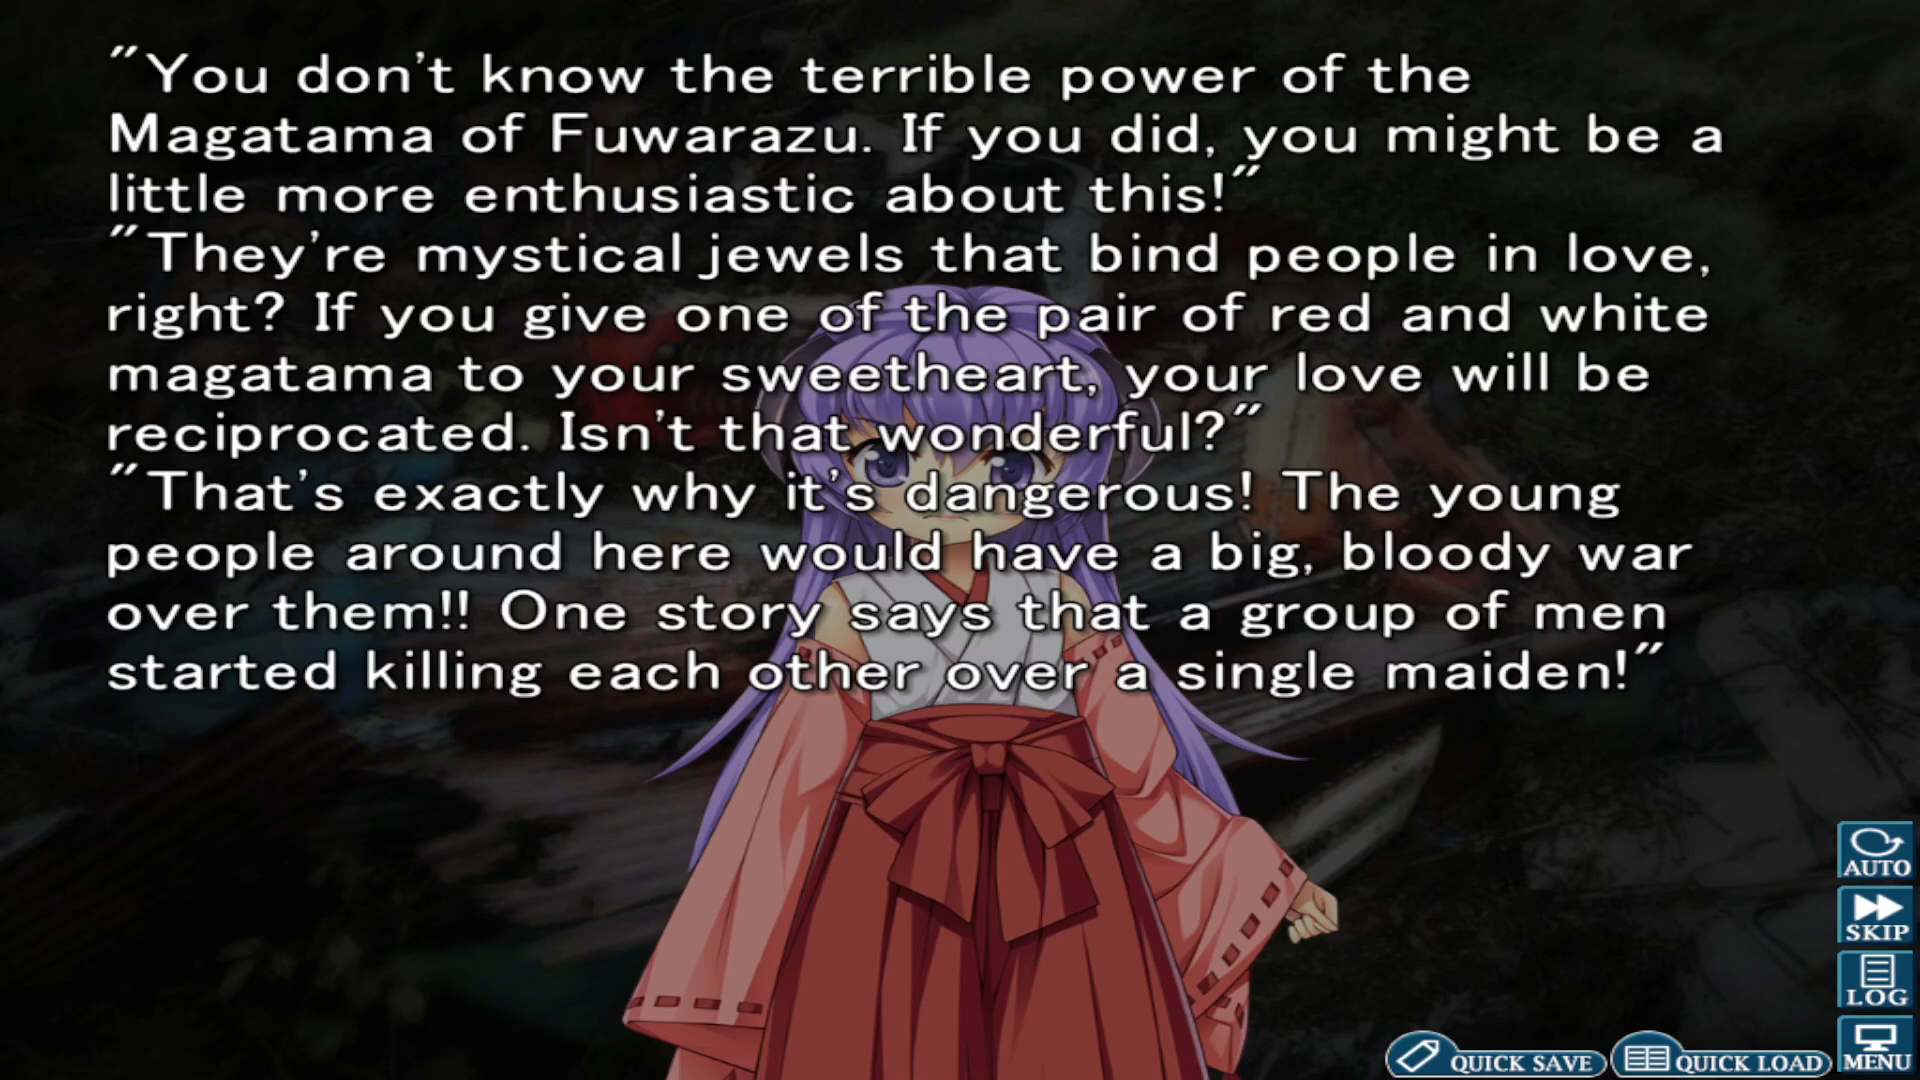 "You don't know the terrible power of the
Magatama of Fuwarazu. If you did, you might be a
little more enthusiastic about this!"
"They're mystical jewels that bind people in love,
right? If you give one of the pair of red and white
magatama to your sweetheart, your love will be
reciprocated. Isn't that wonderful?"
"That's exactly why it's dangerous! The young
people around here would have a big, bloody war
over them!! One story says that a group of men
started killing each other over a single maiden!"
AUTO
SKIP
LOG
MENU
QUICK SAVE
QUICK LOAD